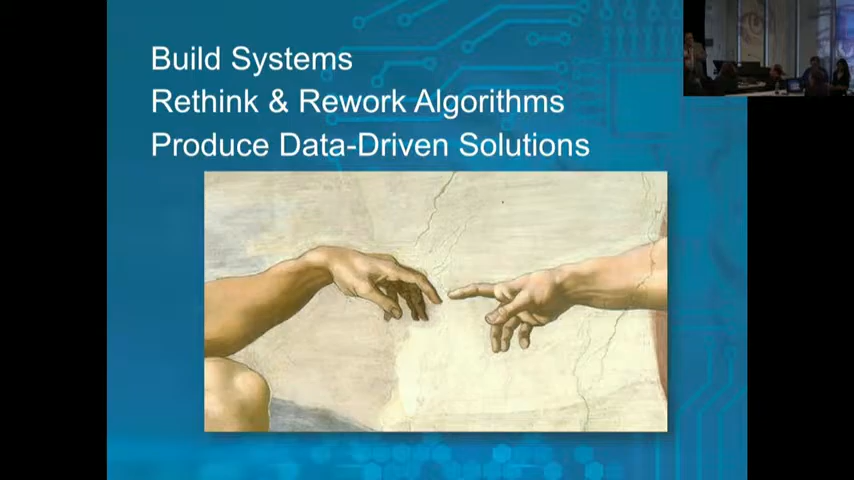 Build Systems
Rethink & Rework Algorithms
Produce Data-Driven Solutions